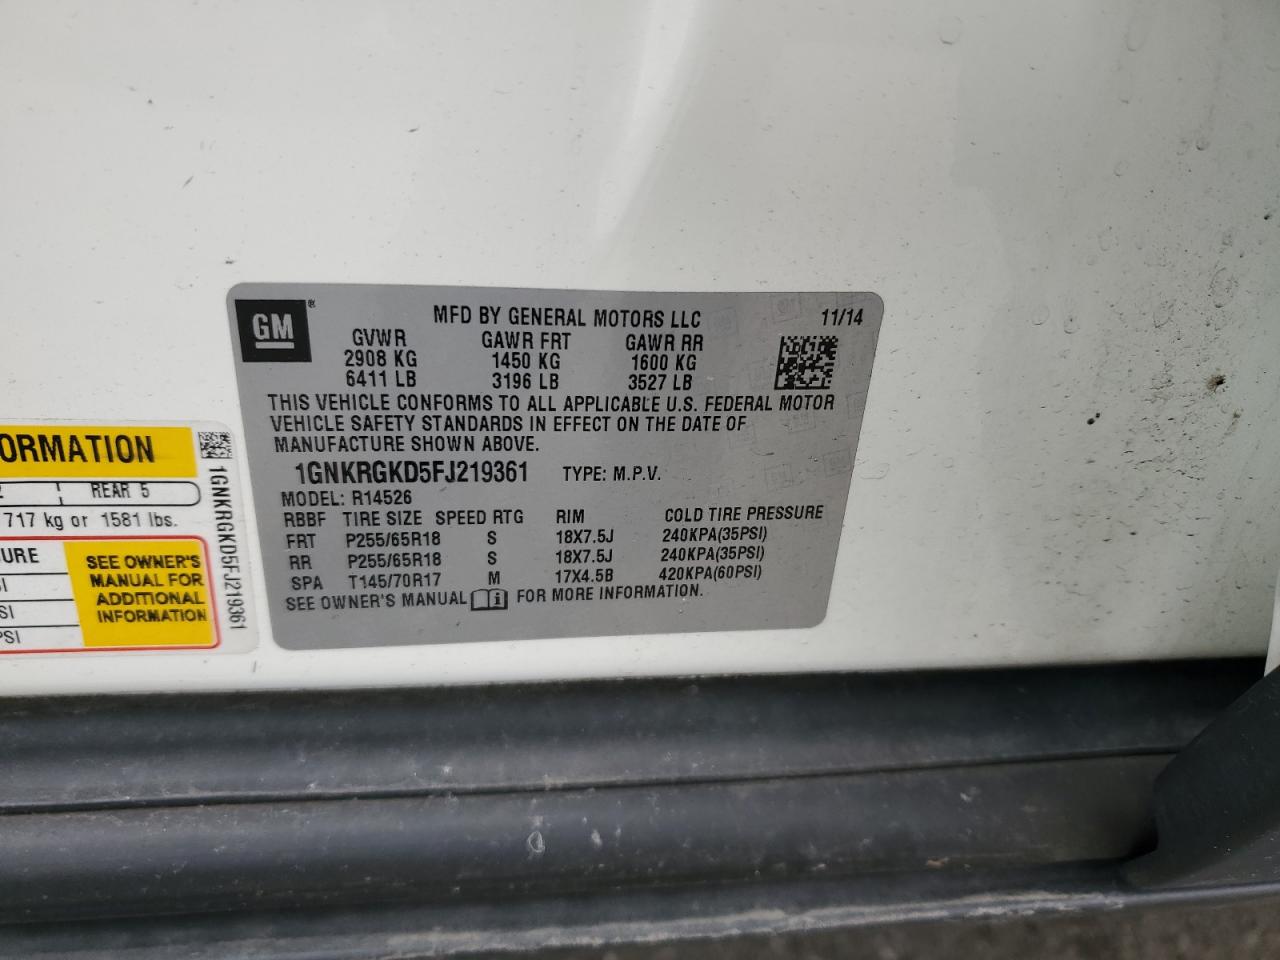 GM®
MFD BY GENERAL MOTORS LLC 11/14
GVWR GAWR FRT GAWR RR
2908 KG 1450 KG 1600 KG
6411 LB 3196 LB 3527 LB
THIS VEHICLE CONFORMS TO ALL APPLICABLE U.S. FEDERAL MOTOR
VEHICLE SAFETY STANDARDS IN EFFECT ON THE DATE OF
MANUFACTURE SHOWN ABOVE.
1GNKRGKD5FJ219361 TYPE: M.P.V.
MODEL: R14526
RBBF TIRE SIZE SPEED RTG RIM COLD TIRE PRESSURE
FRT P255/65R18 S 18X7.5J 240KPA(35PSI)
RR P255/65R18 S 18X7.5J 240KPA(35PSI)
SPA T145/70R17 M 17X4.5B 420KPA(60PSI)
SEE OWNER'S MANUAL FOR MORE INFORMATION.
ORMATION
2 REAR 5
717 kg or 1581 lbs.
URE
SI
SI
PSI
SEE OWNER'S
MANUAL FOR
ADDITIONAL
INFORMATION
1GNKRGKD5FJ219361